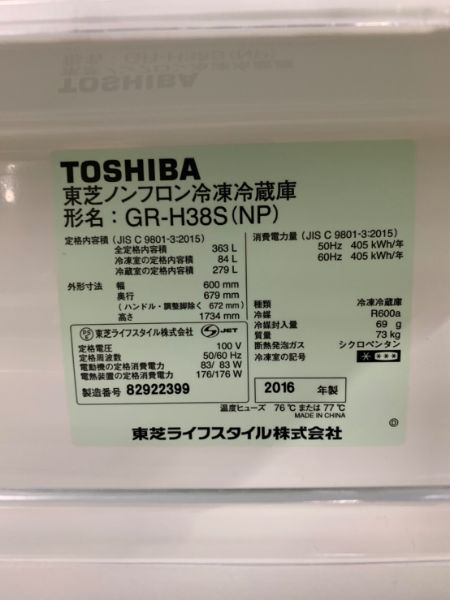 TOSHIBA
東芝ノンフロン冷凍冷蔵庫
形名：GR-H38S(NP)
定格内容積 (JIS C 9801-3:2015)
全定格内容積 363 L
冷凍室の定格内容積 84 L
冷蔵室の定格内容積 279 L
外形寸法 幅 600 mm
奥行 679 mm
(ハンドル・調整脚除く 672 mm)
高さ 1734 mm
消費電力量 (JIS C 9801-3:2015)
50Hz 405 kWh/年
60Hz 405 kWh/年
種類 冷凍冷蔵庫
冷媒 R600a
冷媒封入量 69 g
質量 73 kg
断熱発泡ガス シクロペンタン
冷凍室の記号
東芝ライフスタイル株式会社 JET
定格電圧 100 V
定格周波数 50/60 Hz
電動機の定格消費電力 83/ 83 W
電熱装置の定格消費電力 176/176 W
製造番号 82922399
2016 年製
温度ヒューズ 76 ℃ または 77 ℃
MADE IN CHINA
東芝ライフスタイル株式会社